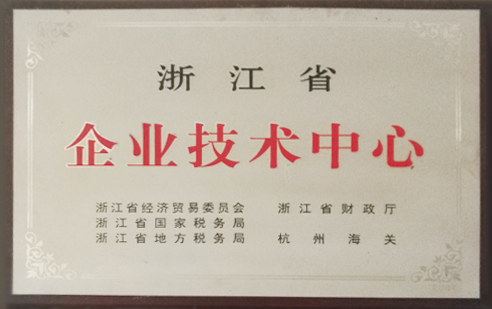 浙江省
企业技术中心
浙江省经济贸易委员会 浙江省财政厅
浙江省国家税务局
浙江省地方税务局 杭州海关